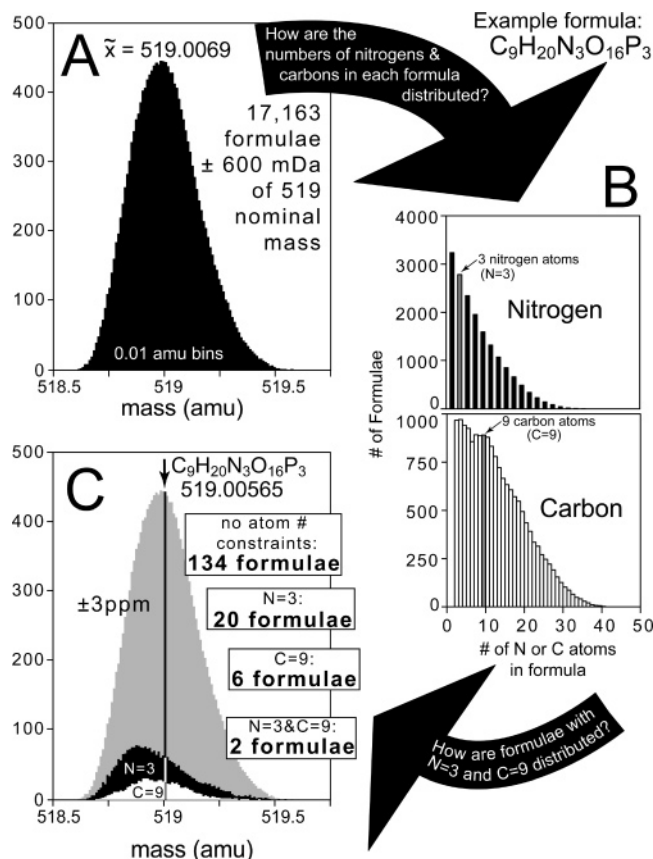 A
x̃ = 519.0069
17,163
formulae
± 600 mDa
of 519
nominal
mass
500
400
300
200
100
0
0.01 amu bins
518.5
519
519.5
mass (amu)
How are the
numbers of nitrogens &
carbons in each formula
distributed?
Example formula:
C₉H₂₀N₃O₁₆P₃
B
4000
3000
2000
1000
0
3 nitrogen atoms
(N=3)
Nitrogen
# of Formulae
1000
750
500
250
0
9 carbon atoms
(C=9)
Carbon
0
10
20
30
40
50
# of N or C atoms
in formula
C
C₉H₂₀N₃O₁₆P₃
519.00565
no atom #
constraints:
134 formulae
±3ppm
N=3:
20 formulae
C=9:
6 formulae
N=3&C=9:
2 formulae
N=3
C=9
500
400
300
200
100
0
518.5
519
519.5
mass (amu)
How are formulae with
N=3 and C=9 distributed?